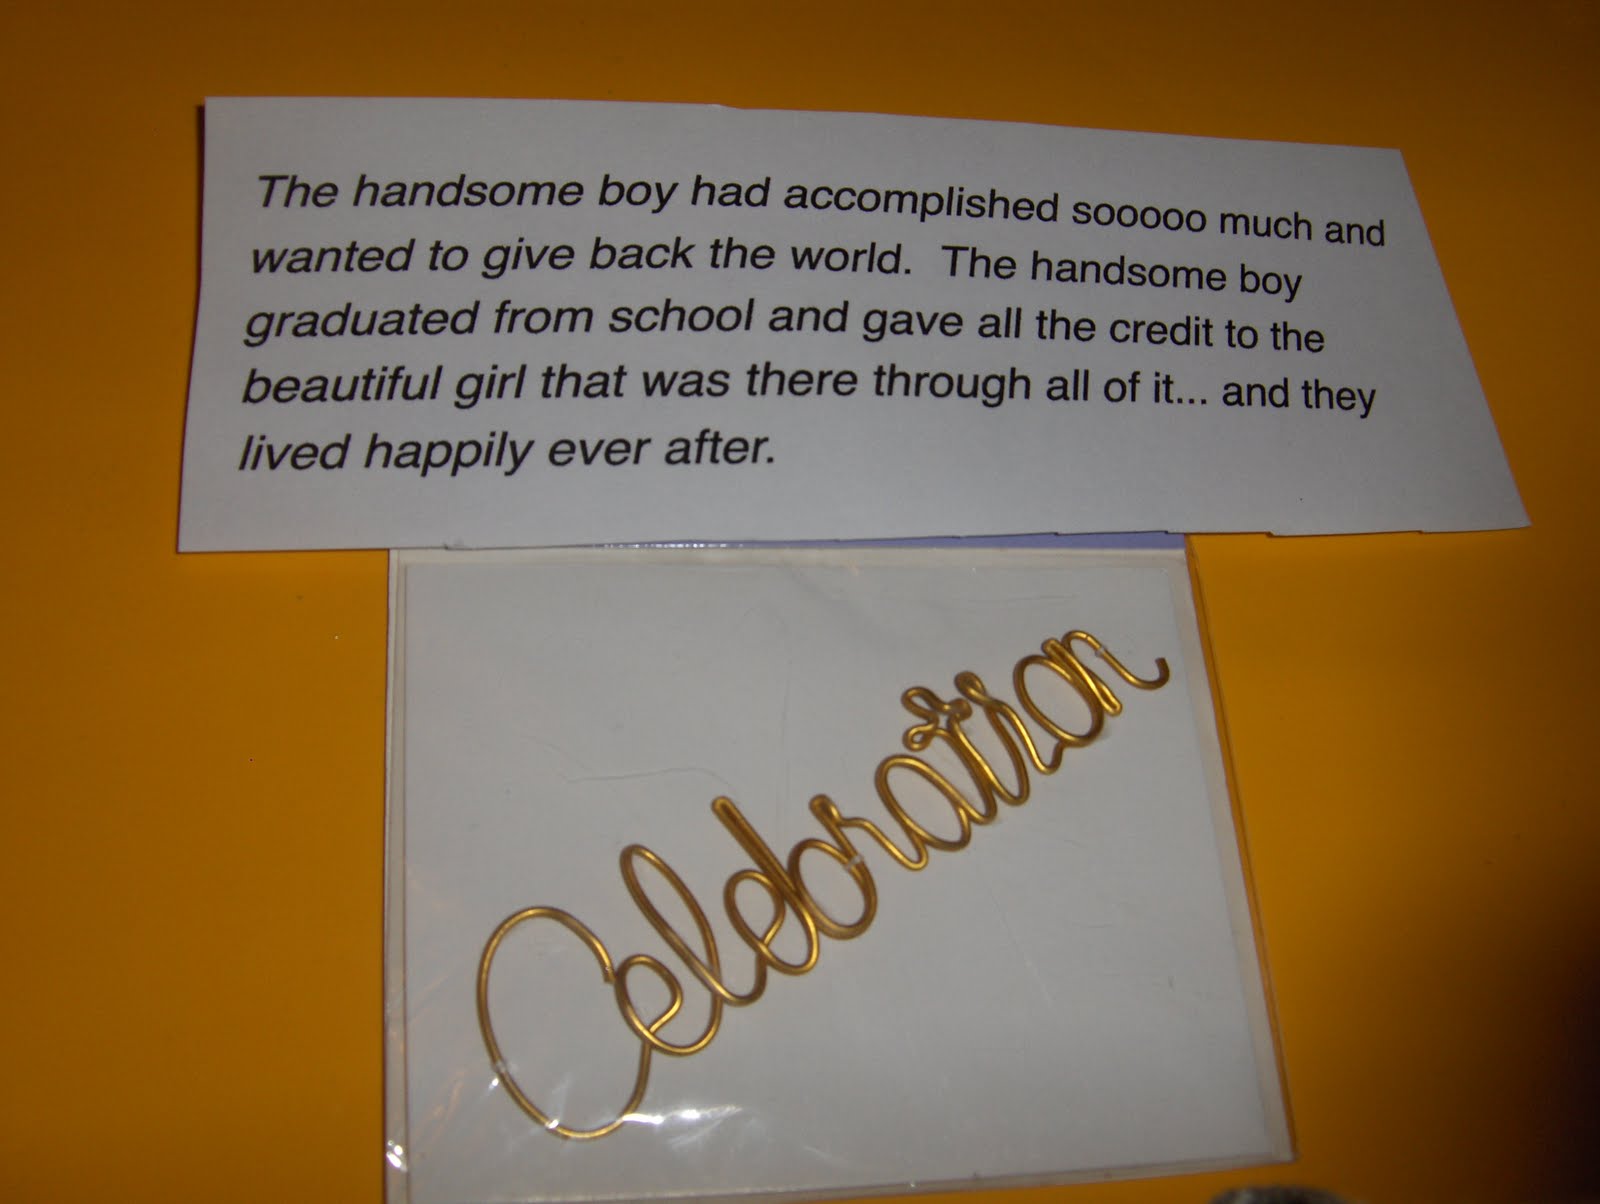 The handsome boy had accomplished sooooo much and
wanted to give back the world. The handsome boy
graduated from school and gave all the credit to the
beautiful girl that was there through all of it... and they
lived happily ever after.
Celebration